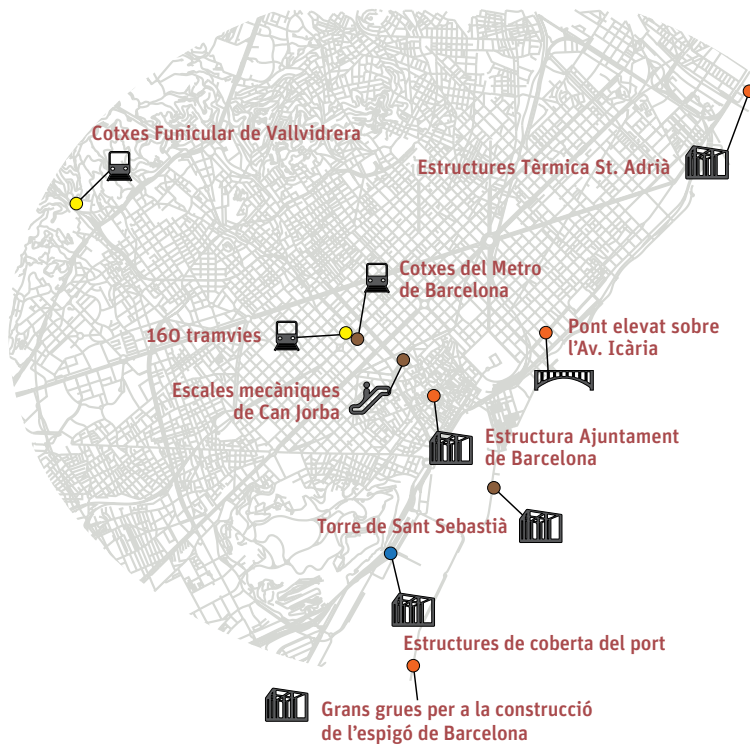 Cotxes Funicular de Vallvidrera
Estructures Tèrmica St. Adrià
Cotxes del Metro
de Barcelona
160 tramvies
Pont elevat sobre
l’Av. Icària
Escales mecàniques
de Can Jorba
Estructura Ajuntament
de Barcelona
Torre de Sant Sebastià
Estructures de coberta del port
Grans grues per a la construcció
de l’espigó de Barcelona